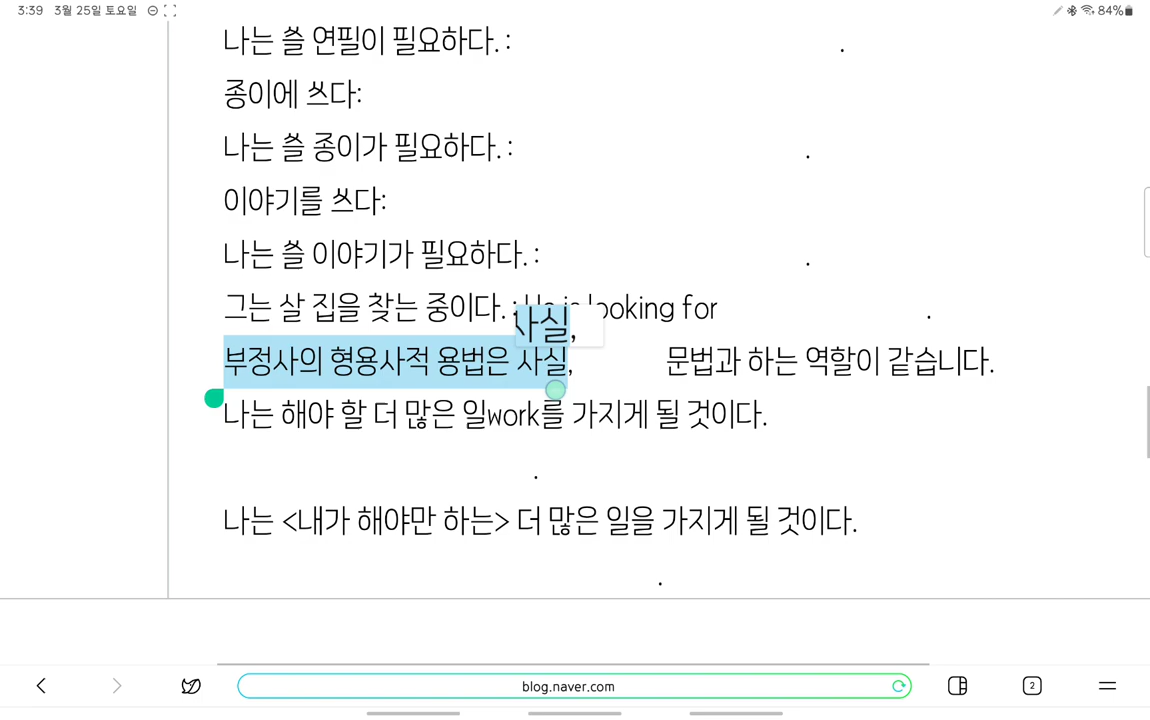 3:39 3월 25일 토요일 84%
나는 쓸 연필이 필요하다. : .
종이에 쓰다:
나는 쓸 종이가 필요하다. : .
이야기를 쓰다:
나는 쓸 이야기가 필요하다. : .
그는 살 집을 찾는 중이다. : He is looking for .
사실,
부정사의 형용사적 용법은 사실, 문법과 하는 역할이 같습니다.
나는 해야 할 더 많은 일work를 가지게 될 것이다.
.
나는 <내가 해야만 하는> 더 많은 일을 가지게 될 것이다.
.
blog.naver.com 2